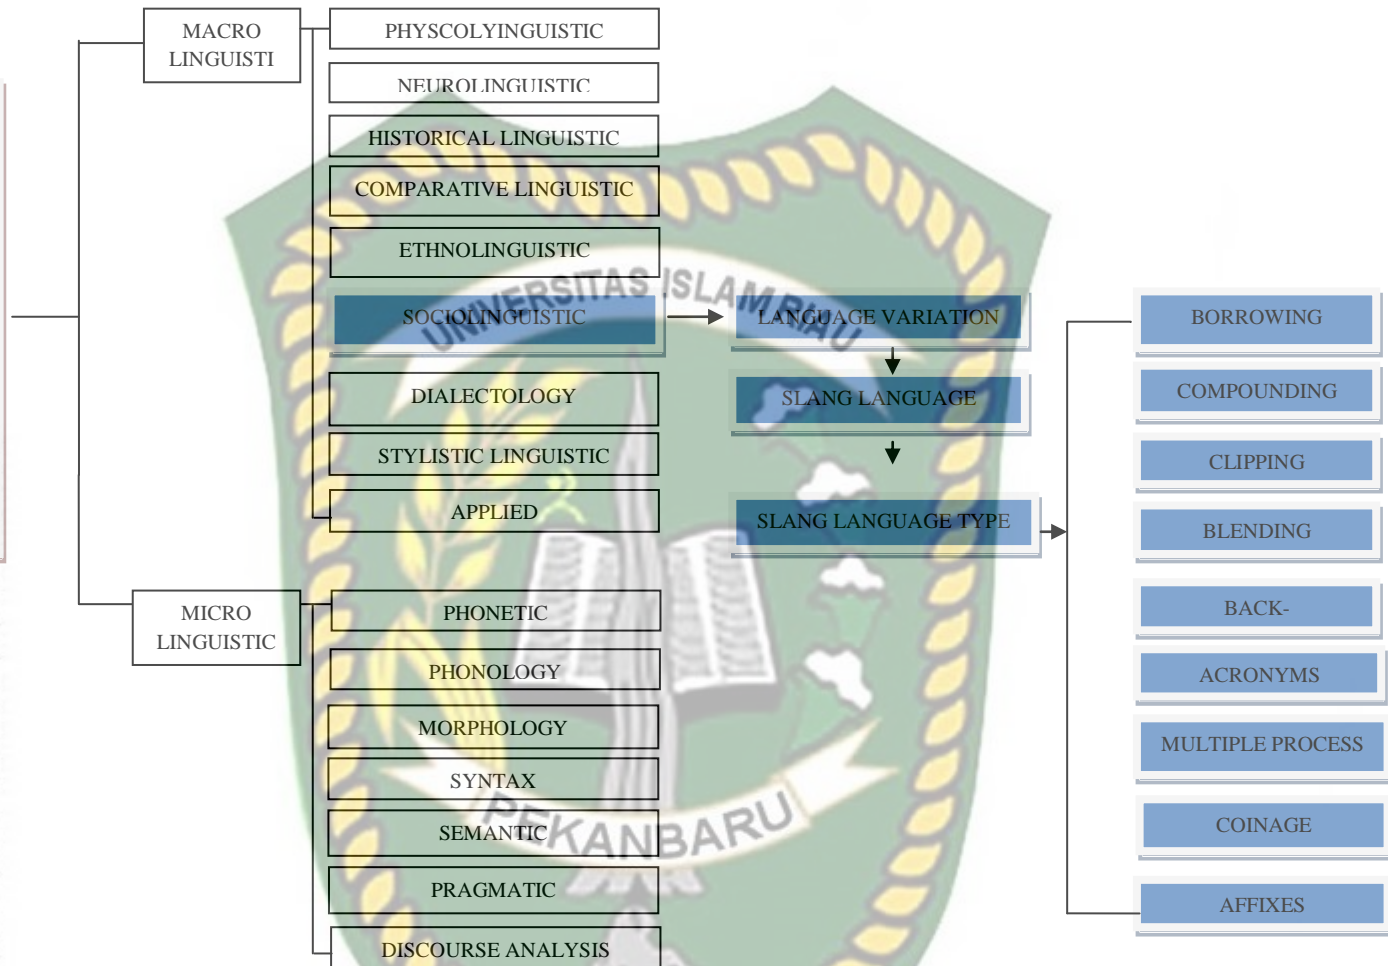 MACRO
LINGUISTI
PHYSCOLYINGUISTIC
NEUROLINGUISTIC
HISTORICAL LINGUISTIC
COMPARATIVE LINGUISTIC
ETHNOLINGUISTIC
SOCIOLINGUISTIC
DIALECTOLOGY
STYLISTIC LINGUISTIC
APPLIED
MICRO
LINGUISTIC
PHONETIC
PHONOLOGY
MORPHOLOGY
SYNTAX
SEMANTIC
PRAGMATIC
DISCOURSE ANALYSIS
LANGUAGE VARIATION
SLANG LANGUAGE
SLANG LANGUAGE TYPE
BORROWING
COMPOUNDING
CLIPPING
BLENDING
BACK-
ACRONYMS
MULTIPLE PROCESS
COINAGE
AFFIXES
UNIVERSITAS ISLAM RIAU
PEKANBARU